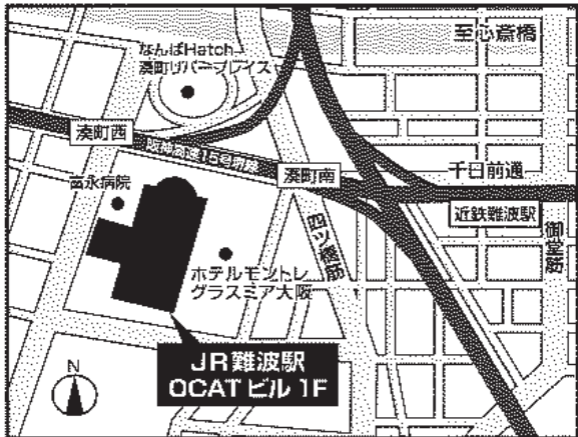 至心斎橋
なんばHatch
湊町リバープレイス
湊町西
阪神高速15号堺線
湊町南
千日前通
富永病院
近鉄難波駅
御堂筋
四ツ橋筋
ホテルモントレ
グラスミア大阪
JR難波駅
OCATビル 1F
N